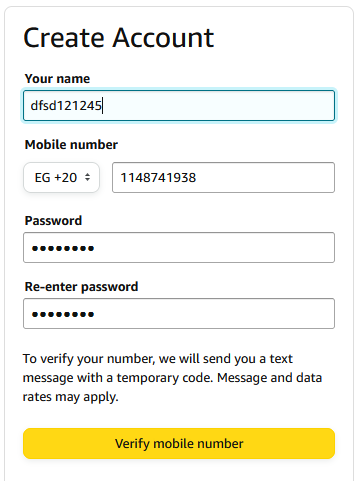 Create Account
Your name
dfsd121245
Mobile number
EG +20
1148741938
Password
••••••••
Re-enter password
••••••••
To verify your number, we will send you a text
message with a temporary code. Message and data
rates may apply.
Verify mobile number